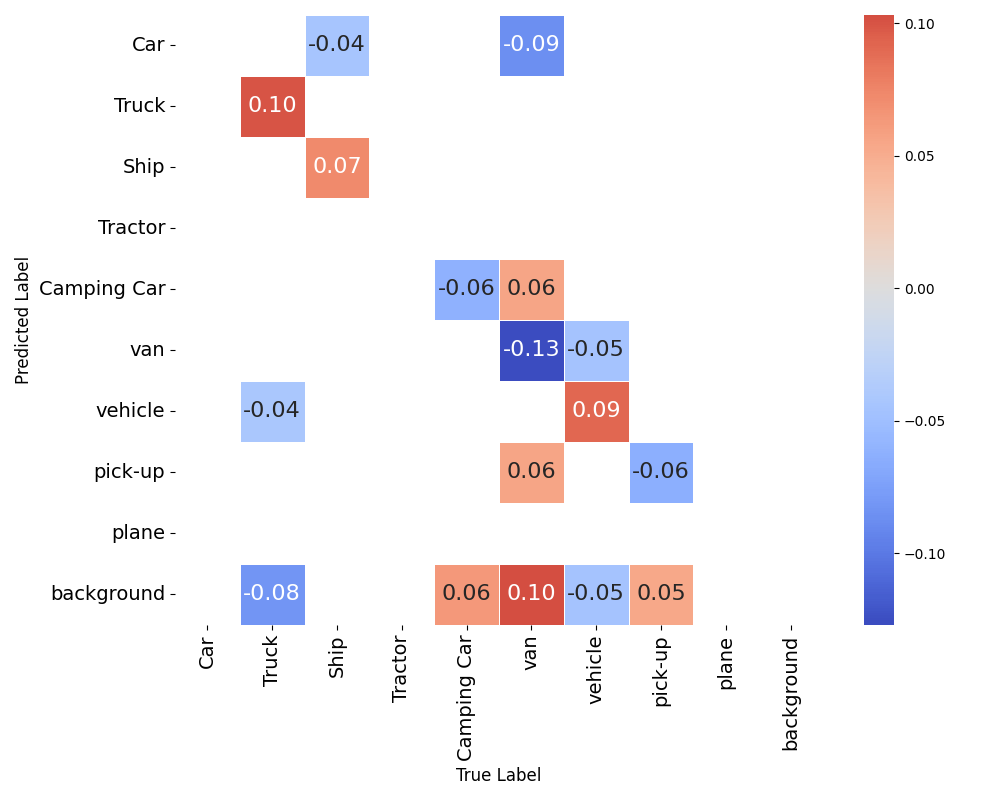 Predicted Label
Car -0.04 -0.09
Truck 0.10
Ship 0.07
Tractor
Camping Car -0.06 0.06
van -0.13 -0.05
vehicle -0.04 0.09
pick-up 0.06 -0.06
plane
background -0.08 0.06 0.10 -0.05 0.05
Car Truck Ship Tractor Camping Car van vehicle pick-up plane background
True Label
0.10
0.05
0.00
−0.05
−0.10